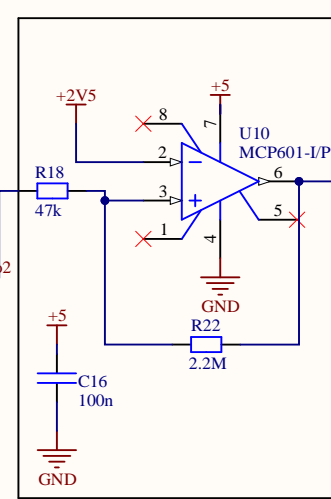 +2V5
+5
8
7
U10
MCP601-I/P
2
R18
3
6
47k
1
5
4
GND
+5
R22
2.2M
C16
100n
GND